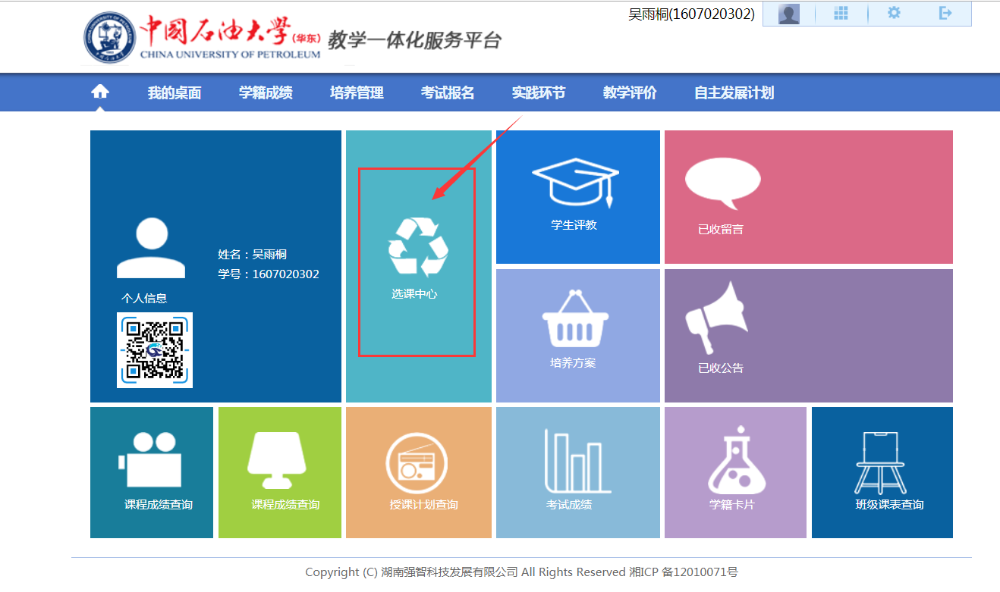 吴雨桐(1607020302)
中國石油大学(华东)
CHINA UNIVERSITY OF PETROLEUM
教学一体化服务平台
我的桌面 学籍成绩 培养管理 考试报名 实践环节 教学评价 自主发展计划
姓名：吴雨桐
学号：1607020302
个人信息
选课中心
学生评教
已收留言
培养方案
已收公告
课程成绩查询
课程成绩查询
授课计划查询
考试成绩
学籍卡片
班级课表查询
Copyright (C) 湖南强智科技发展有限公司 All Rights Reserved 湘ICP 备12010071号